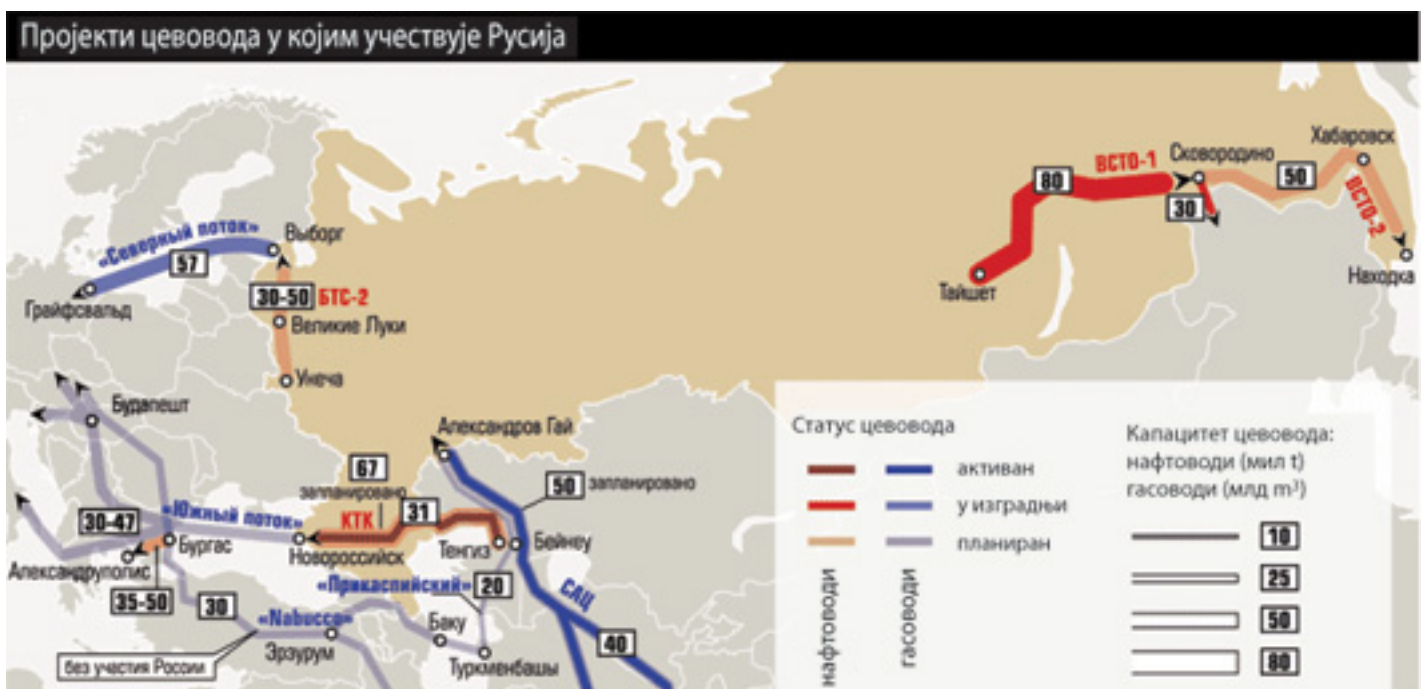 Пројекти цевовода у којим учествује Русија
Хабаровск
Сковородино
ВСТО-1
80
50
30
ВСТО-2
Находка
Тайшет
«Северный поток»
Выборг
57
Грайфсвальд
30-50 БТС-2
Великие Луки
Унеча
Будапешт
Александров Гай
67
запланировано
50 запланировано
30-47
«Южный поток»
КТК
31
Бургас
Новороссийск
Тенгиз
Бейнеу
Александруполис
35-50
30
«Прикаспийский»
20
САЦ
«Nabucco»
Баку
40
без участия России
Эрзурум
Туркменбашы
Статус цевовода
активан
у изградњи
планиран
нафтоводи
гасоводи
Капацитет цевовода:
нафтоводи (мил t)
гасоводи (млд m³)
10
25
50
80